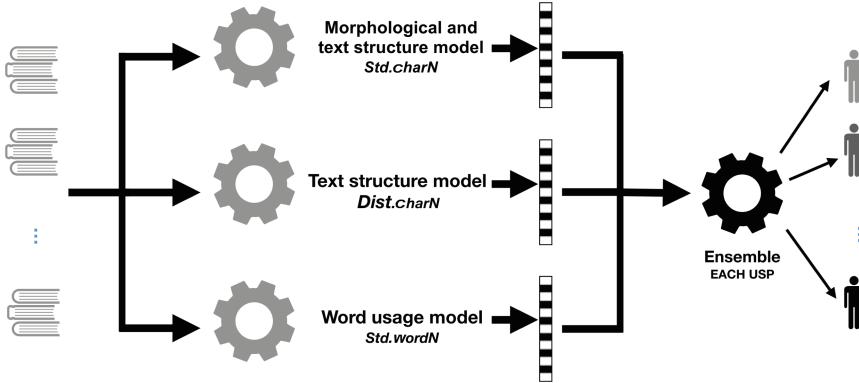 Morphological and
text structure model
Std.charN
Text structure model
Dist.charN
Word usage model
Std.wordN
Ensemble
EACH USP